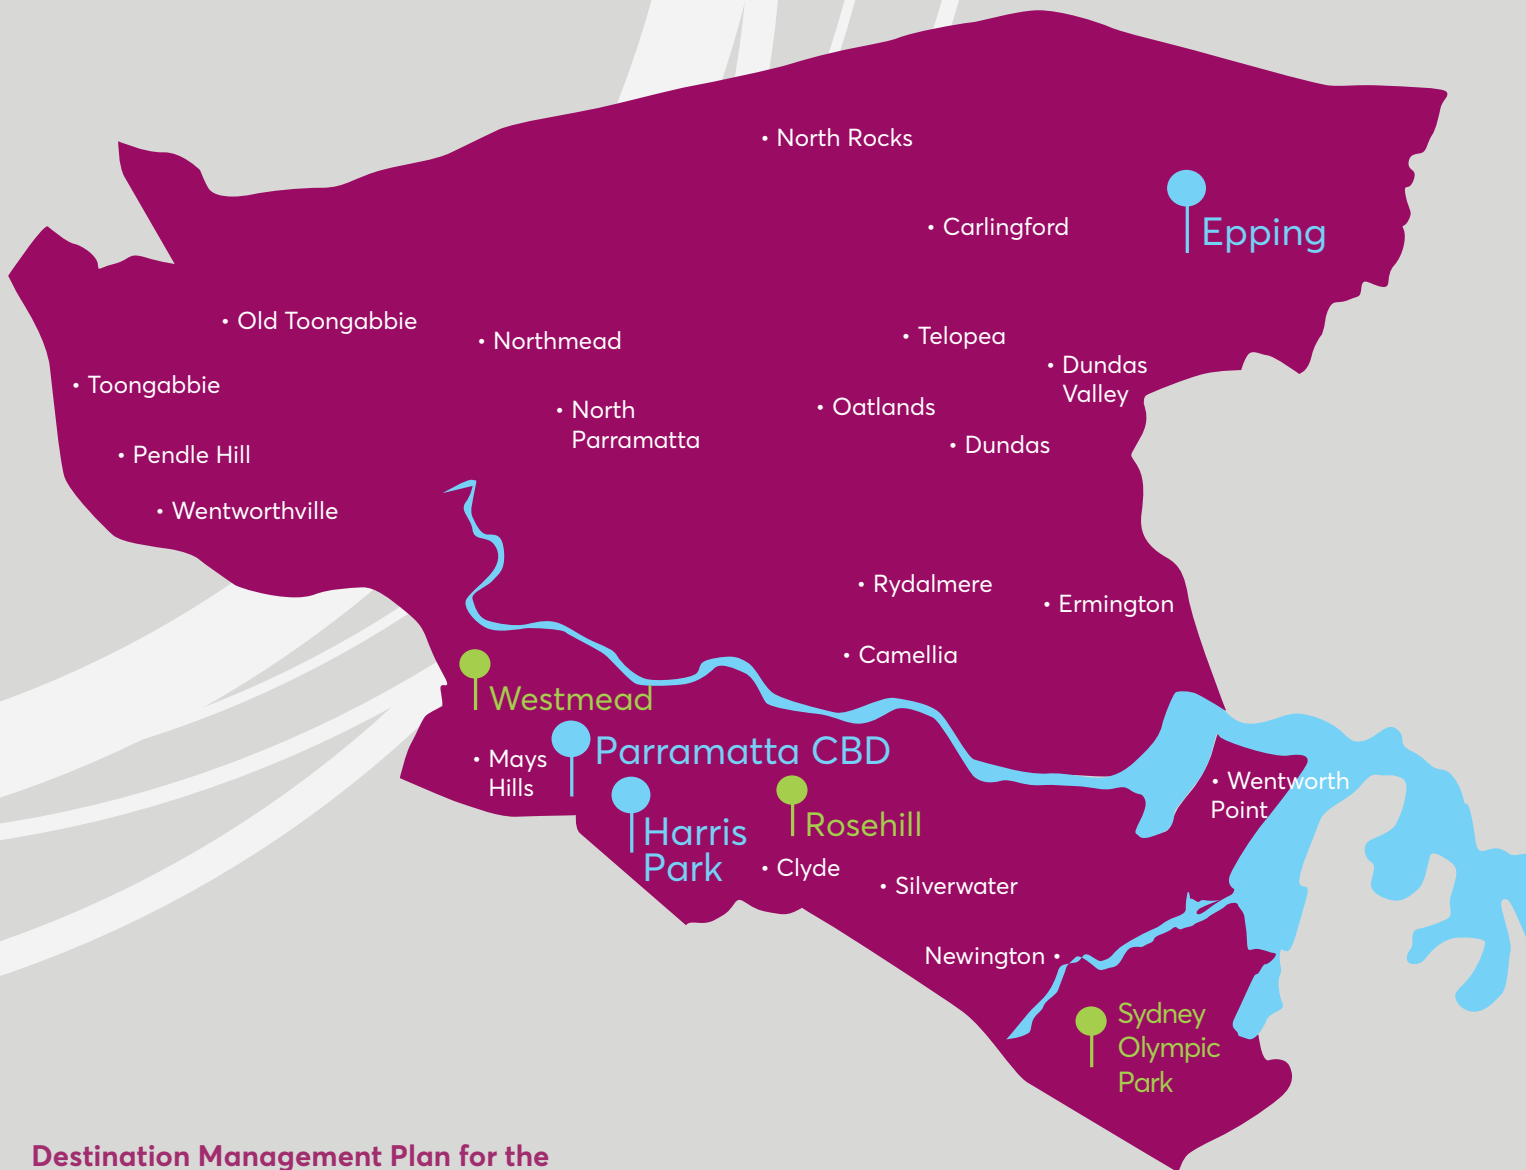 North Rocks
Carlingford
Epping
Old Toongabbie
Northmead
Telopea
Dundas
Valley
Toongabbie
North
Parramatta
Oatlands
Dundas
Pendle Hill
Wentworthville
Rydalmere
Ermington
Camellia
Westmead
Parramatta CBD
Mays
Hills
Wentworth
Point
Harris
Park
Rosehill
Clyde
Silverwater
Newington
Sydney
Olympic
Park
Destination Management Plan for the